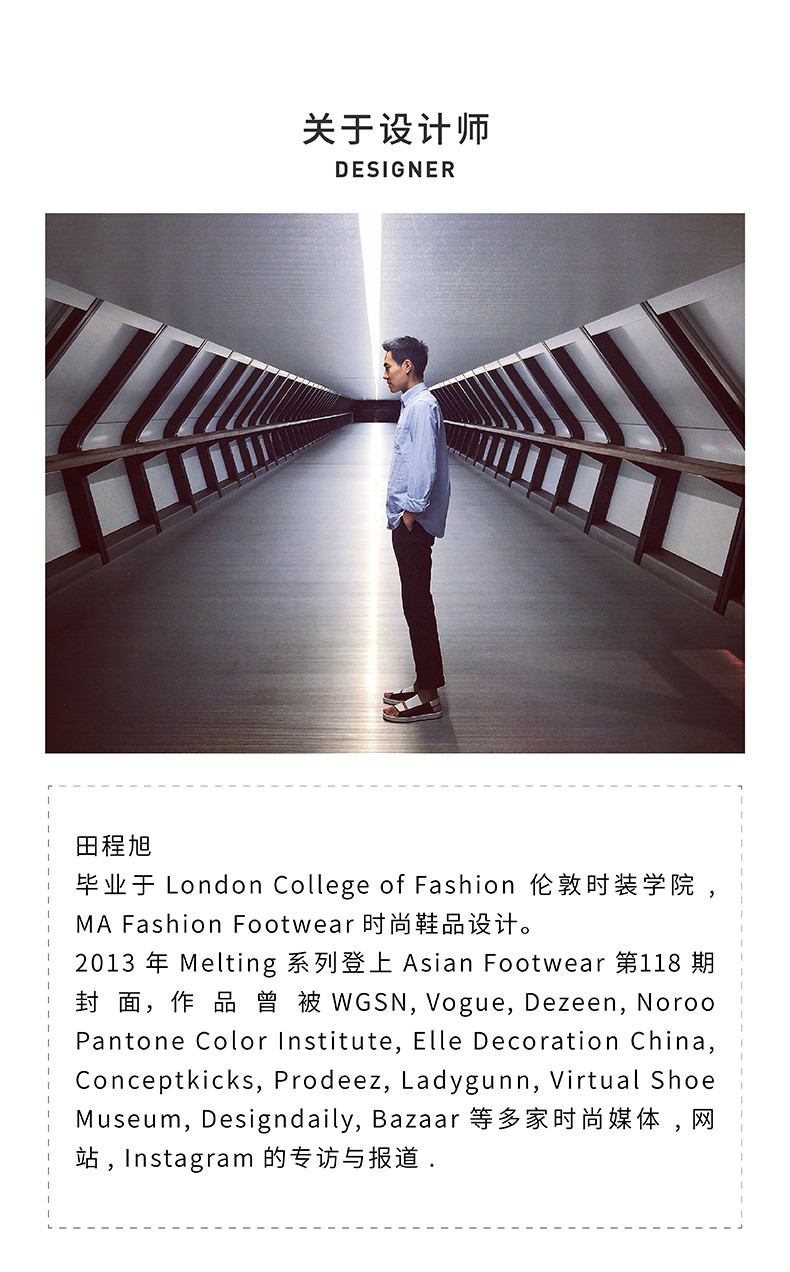 关于设计师
DESIGNER
田程旭
毕业于 London College of Fashion 伦敦时装学院 ,
MA Fashion Footwear 时尚鞋品设计。
2013 年 Melting 系列登上 Asian Footwear 第118 期
封 面, 作 品 曾 被 WGSN, Vogue, Dezeen, Noroo
Pantone Color Institute, Elle Decoration China,
Conceptkicks, Prodeez, Ladygunn, Virtual Shoe
Museum, Designdaily, Bazaar 等多家时尚媒体 , 网
站 , Instagram 的专访与报道 .